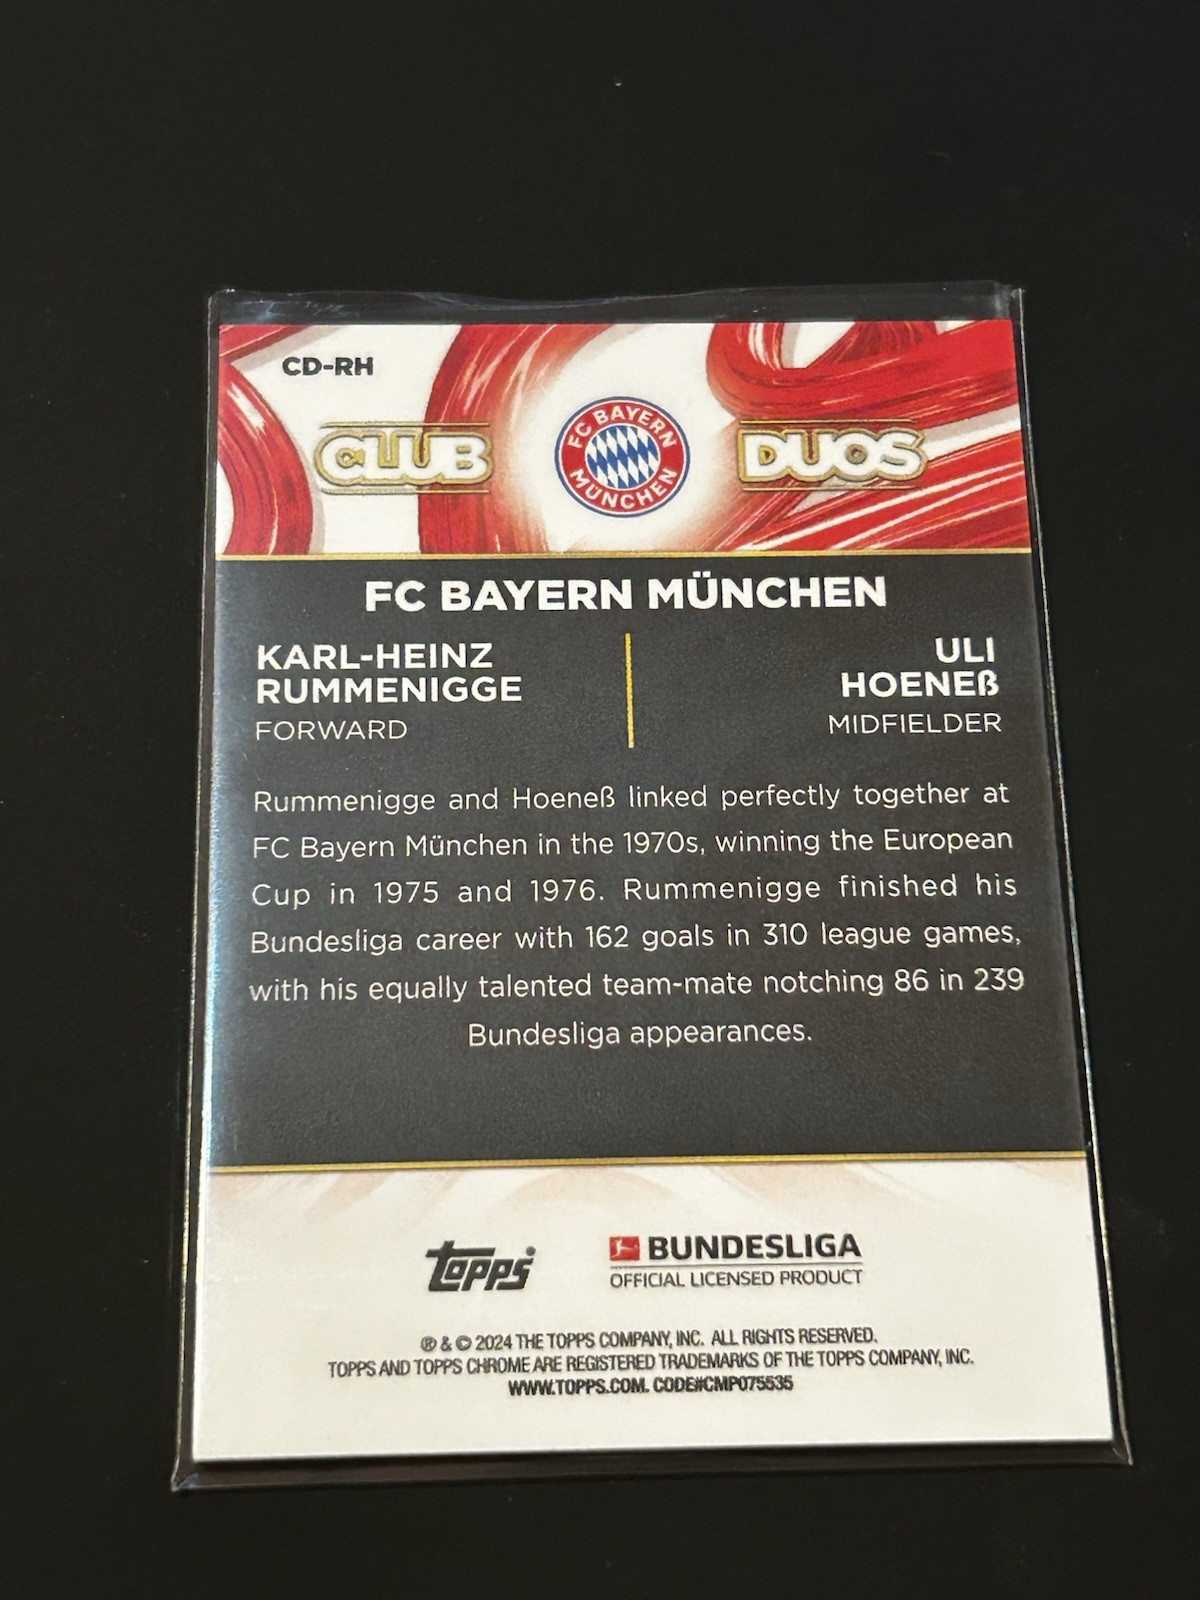 CD-RH
CLUB
FC BAYERN
MÜNCHEN
DUOS
FC BAYERN MÜNCHEN
KARL-HEINZ
RUMMENIGGE
FORWARD
ULI
HOENEß
MIDFIELDER
Rummenigge and Hoeneß linked perfectly together at
FC Bayern München in the 1970s, winning the European
Cup in 1975 and 1976. Rummenigge finished his
Bundesliga career with 162 goals in 310 league games,
with his equally talented team-mate notching 86 in 239
Bundesliga appearances.
topps
BUNDESLIGA
OFFICIAL LICENSED PRODUCT
® & © 2024 THE TOPPS COMPANY, INC. ALL RIGHTS RESERVED.
TOPPS AND TOPPS CHROME ARE REGISTERED TRADEMARKS OF THE TOPPS COMPANY, INC.
WWW.TOPPS.COM. CODE#CMP075535